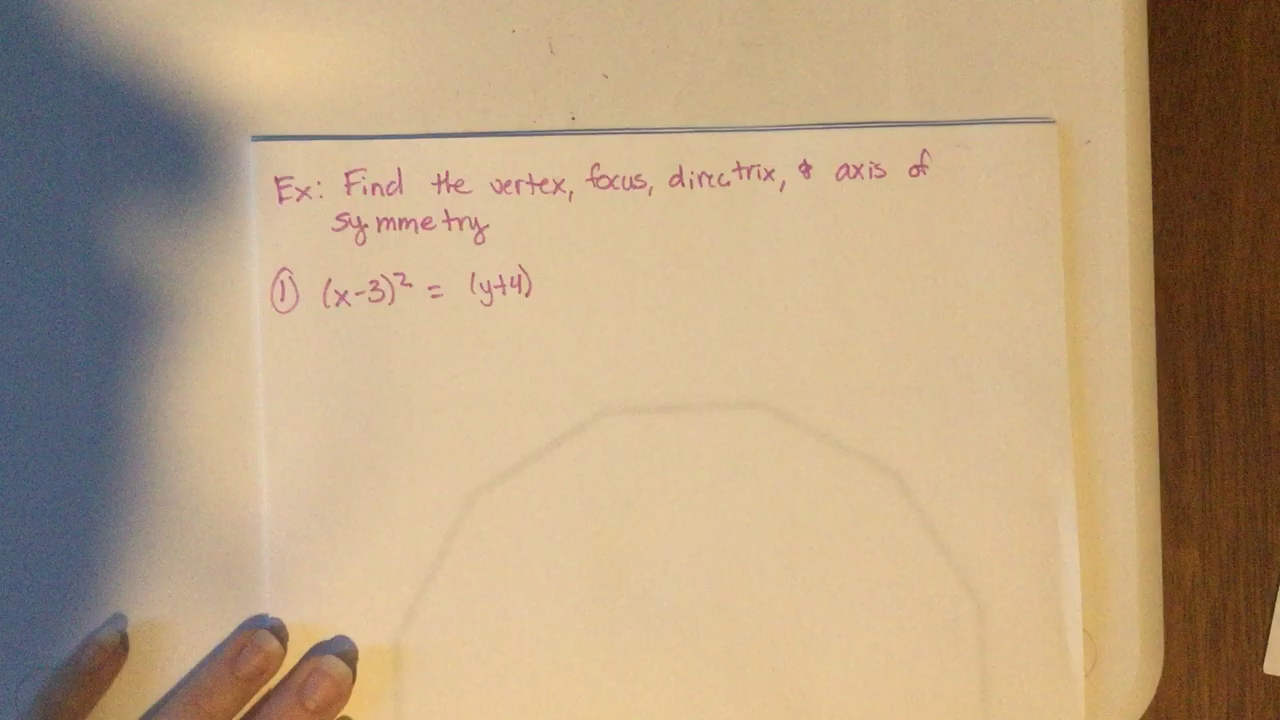 Ex: Find the vertex, focus, directrix, & axis of
symmetry
① (x-3)² = (y+4)